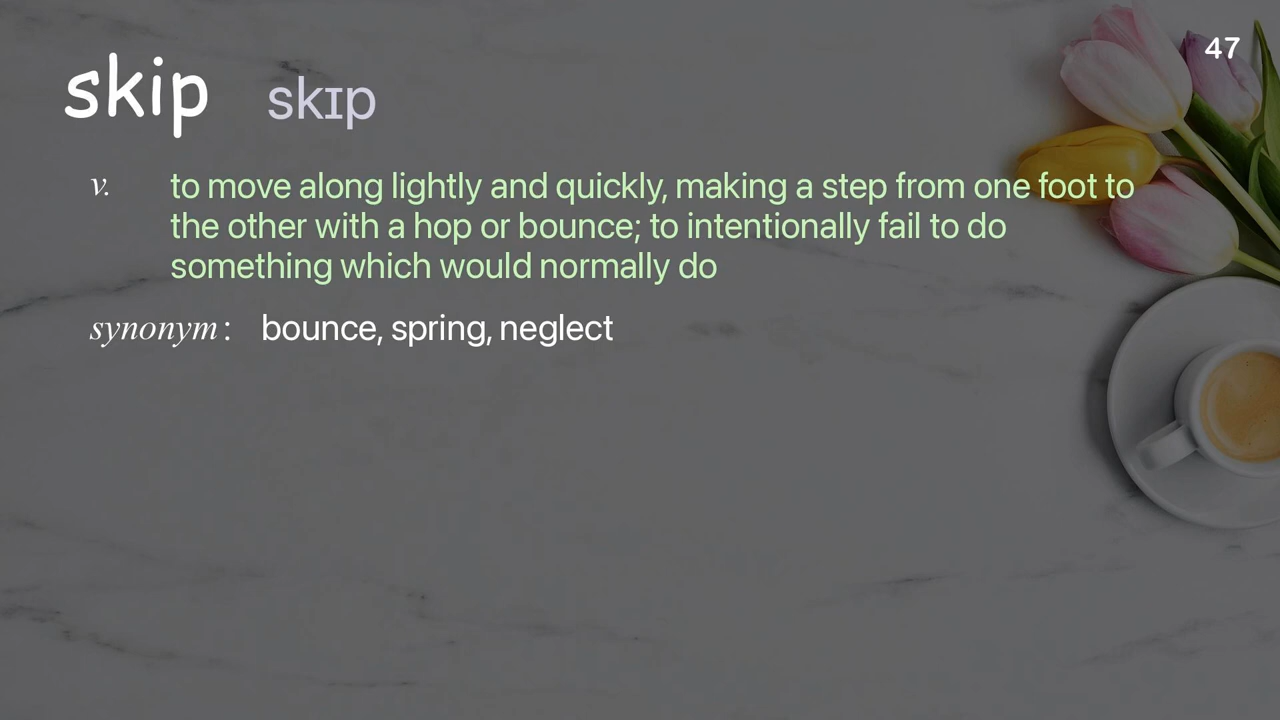 47
skip skɪp
v. to move along lightly and quickly, making a step from one foot to
the other with a hop or bounce; to intentionally fail to do
something which would normally do
synonym: bounce, spring, neglect